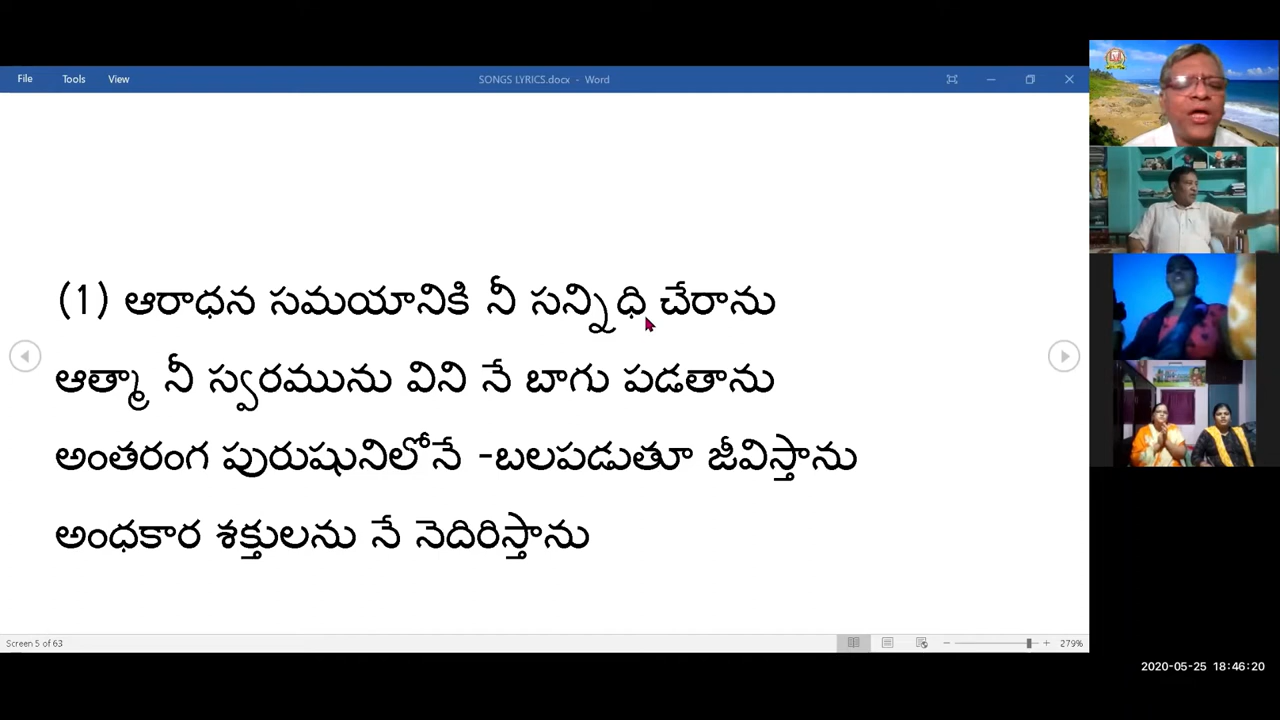 File Tools View SONGS LYRICS.docx - Word
(1) ఆరాధన సమయానికి నీ సన్నిధి చేరాను
ఆత్మా నీ స్వరమును విని నే బాగు పడతాను
అంతరంగ పురుషునిలోనే -బలపడుతూ జీవిస్తాను
అంధకార శక్తులను నే నెదిరిస్తాను
Screen 5 of 63 279%
2020-05-25 18:46:20